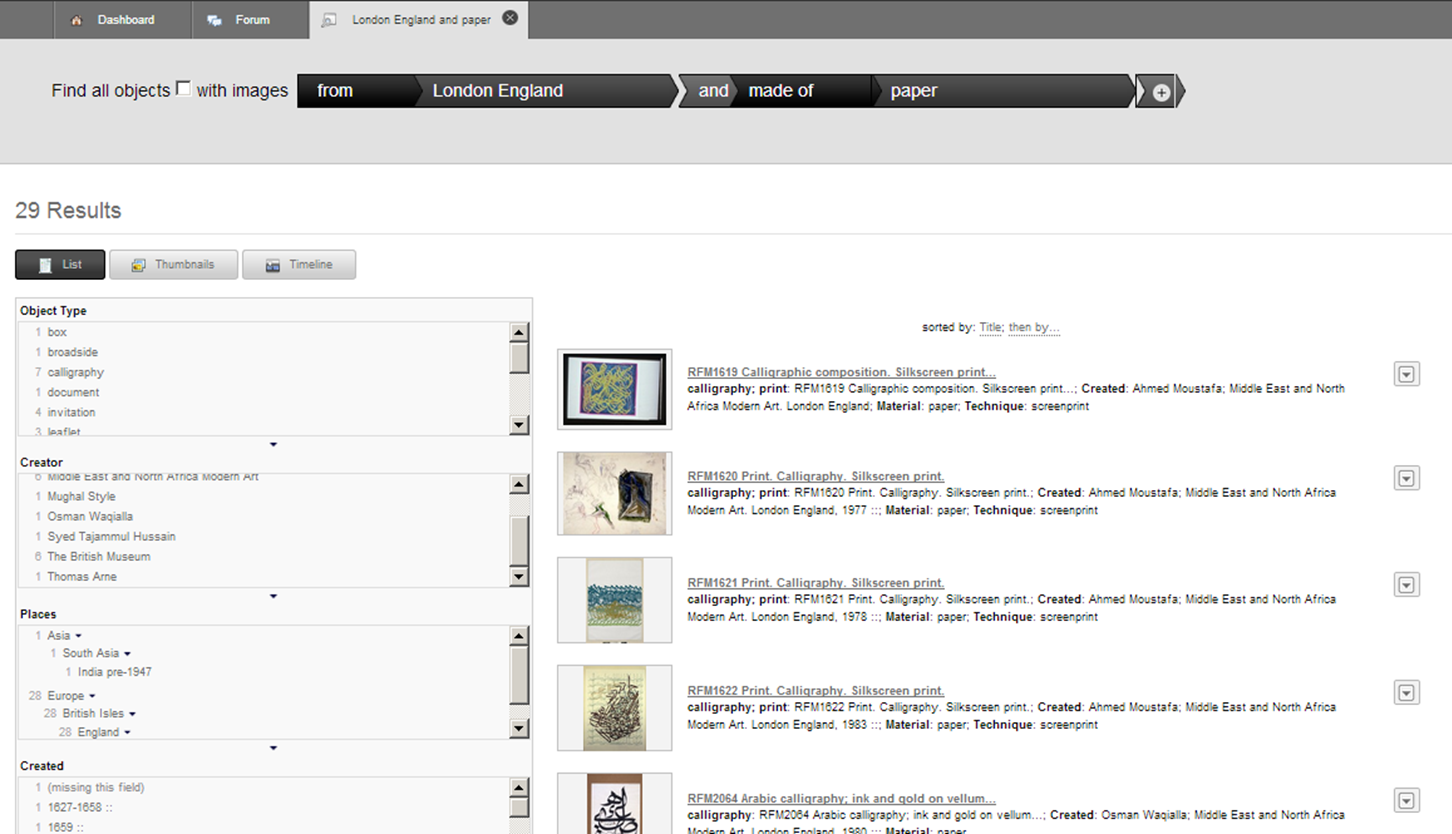 Dashboard Forum London England and paper
Find all objects with images from London England and made of paper
29 Results
List Thumbnails Timeline
Object Type
1 box
1 broadside
7 calligraphy
1 document
4 invitation
3 leaflet
Creator
6 Middle East and North Africa Modern Art
1 Mughal Style
1 Osman Waqialla
1 Syed Tajammul Hussain
6 The British Museum
1 Thomas Arne
Places
1 Asia
1 South Asia
1 India pre-1947
28 Europe
28 British Isles
28 England
Created
1 (missing this field)
1 1627-1658 ::
1 1659 ::
sorted by: Title; then by...
RFM1619 Calligraphic composition. Silkscreen print...
calligraphy; print: RFM1619 Calligraphic composition. Silkscreen print...; Created: Ahmed Moustafa; Middle East and North
Africa Modern Art. London England; Material: paper; Technique: screenprint
RFM1620 Print. Calligraphy. Silkscreen print.
calligraphy; print: RFM1620 Print. Calligraphy. Silkscreen print.; Created: Ahmed Moustafa; Middle East and North Africa
Modern Art. London England, 1977 ::; Material: paper; Technique: screenprint
RFM1621 Print. Calligraphy. Silkscreen print.
calligraphy; print: RFM1621 Print. Calligraphy. Silkscreen print.; Created: Ahmed Moustafa; Middle East and North Africa
Modern Art. London England, 1978 ::; Material: paper; Technique: screenprint
RFM1622 Print. Calligraphy. Silkscreen print.
calligraphy; print: RFM1622 Print. Calligraphy. Silkscreen print.; Created: Ahmed Moustafa; Middle East and North Africa
Modern Art. London England, 1983 ::; Material: paper; Technique: screenprint
RFM2064 Arabic calligraphy; ink and gold on vellum...
calligraphy: RFM2064 Arabic calligraphy; ink and gold on vellum...; Created: Osman Waqialla; Middle East and North Africa
Modern Art. London England, 1980 ::; Material: paper